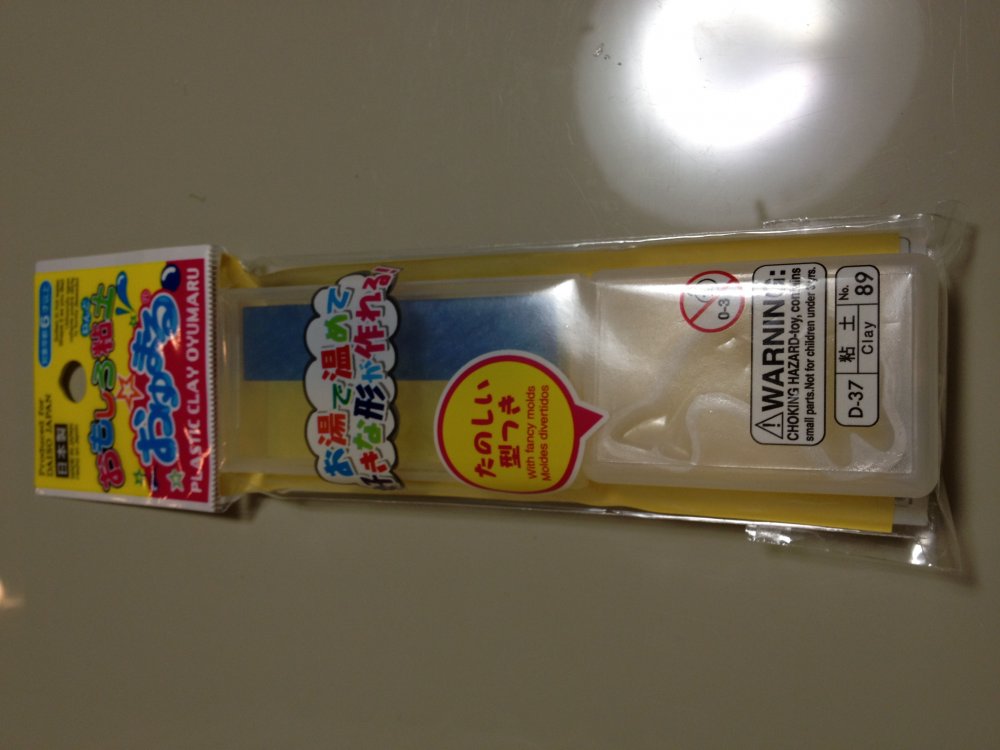 Produced for
DAISO JAPAN
日本製
おもしろ粘土
おゆまる®
PLASTIC CLAY OYUMARU
お湯で温めて
好きな形が作れる!
たのしい
型つき
With fancy molds
Moldes divertidos
0-3
WARNING:
CHOKING HAZARD-toy, contains
small parts.Not for children under 3yrs.
D-37
粘土
Clay
No.
89